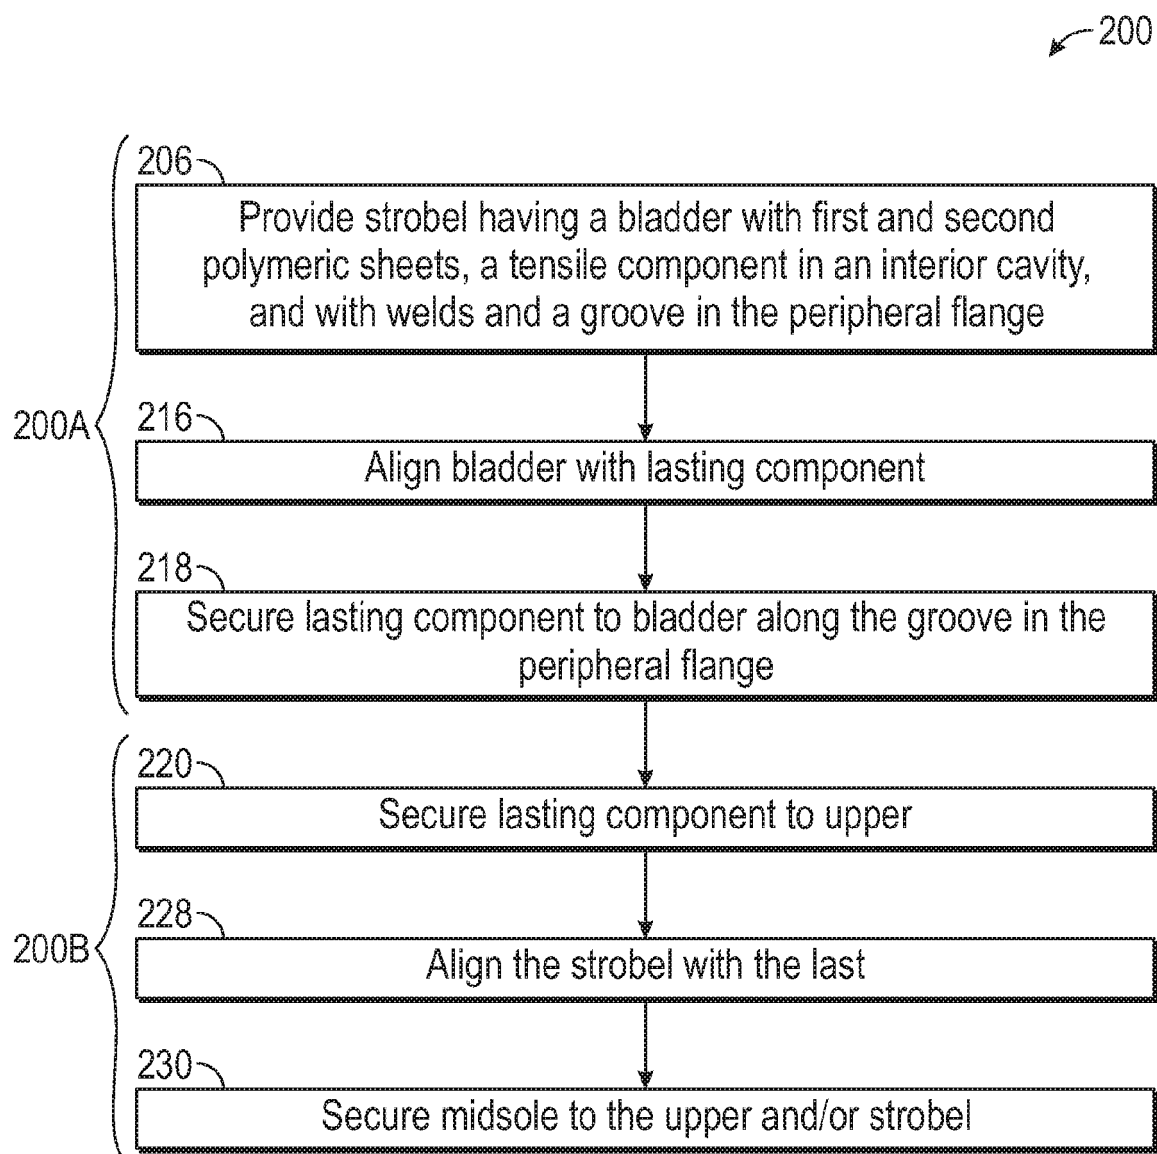 200
206
Provide strobel having a bladder with first and second
polymeric sheets, a tensile component in an interior cavity,
and with welds and a groove in the peripheral flange
200A
216
Align bladder with lasting component
218
Secure lasting component to bladder along the groove in the
peripheral flange
220
Secure lasting component to upper
200B
228
Align the strobel with the last
230
Secure midsole to the upper and/or strobel